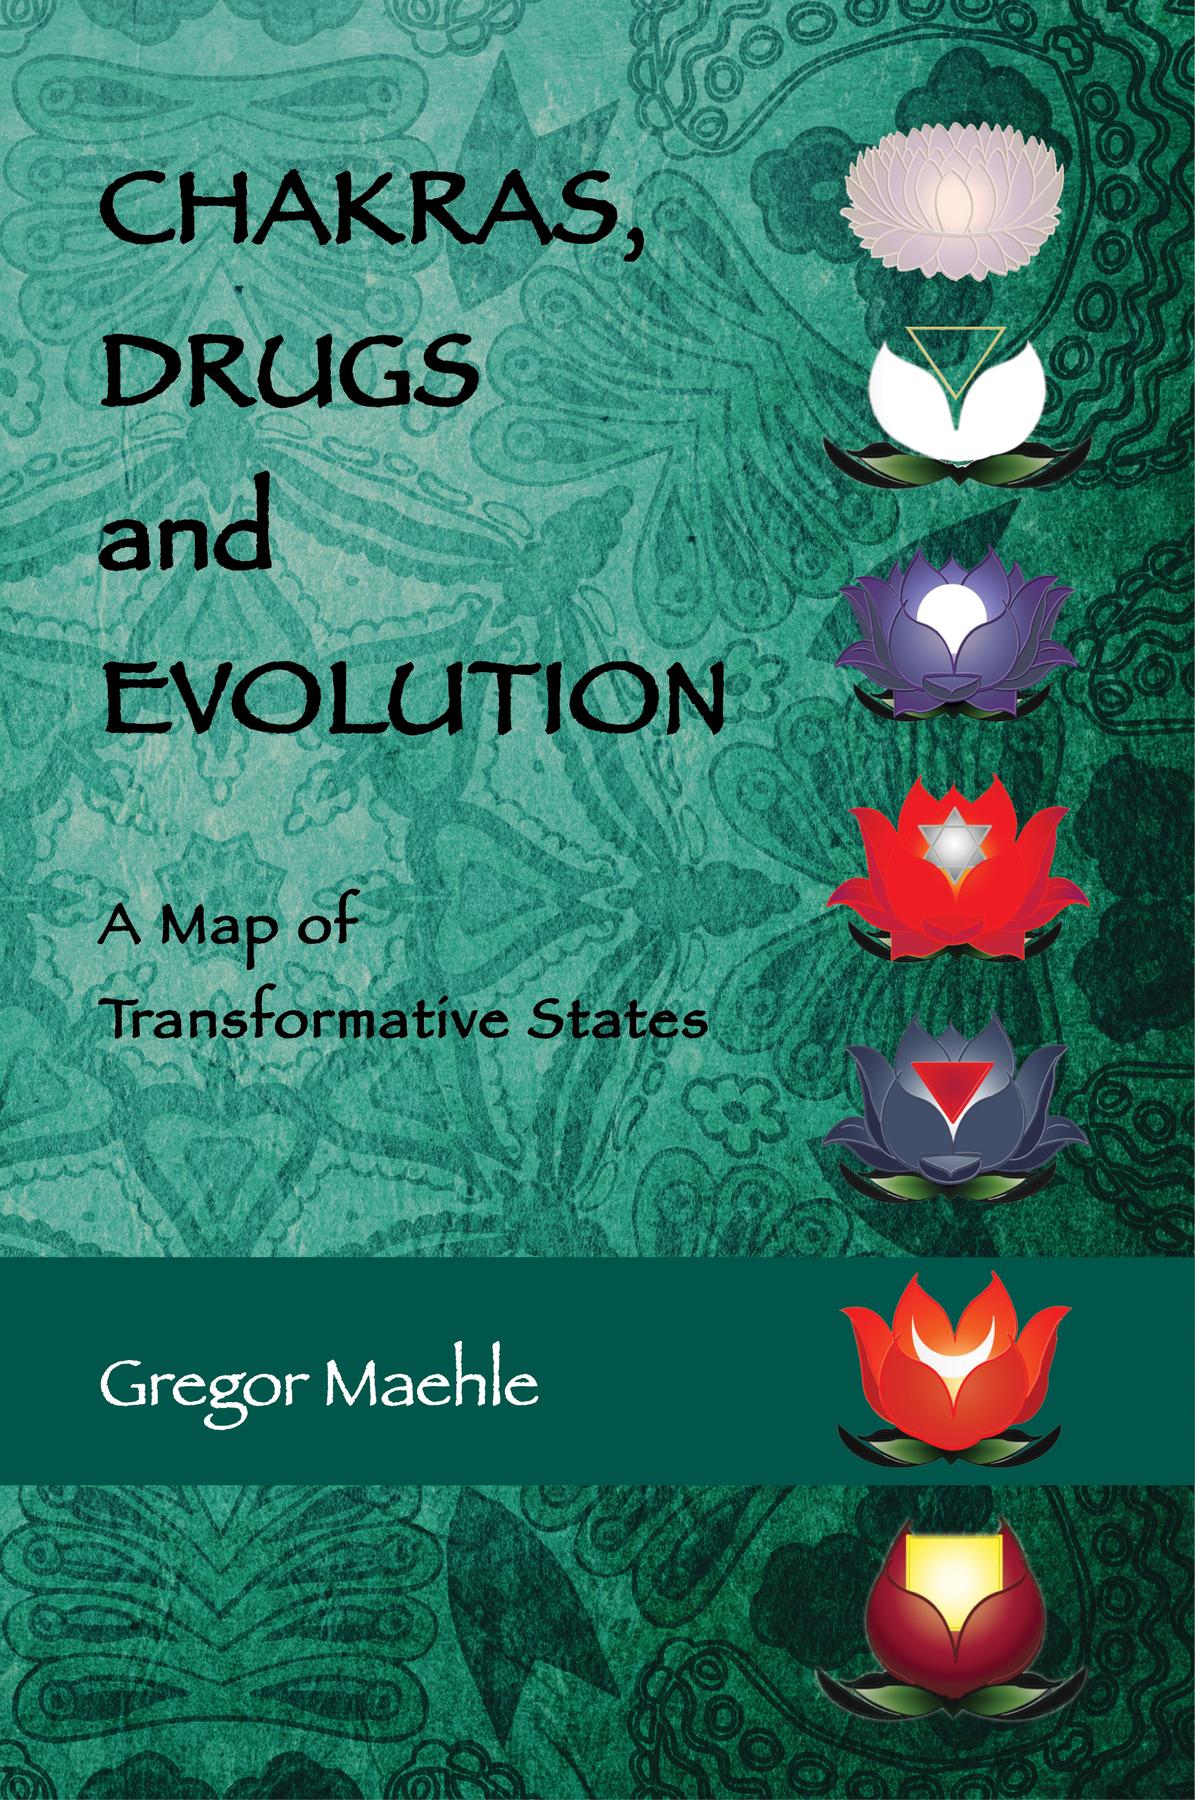 CHAKRAS,
DRUGS
and
EVOLUTION
A Map of
Transformative States
Gregor Maehle